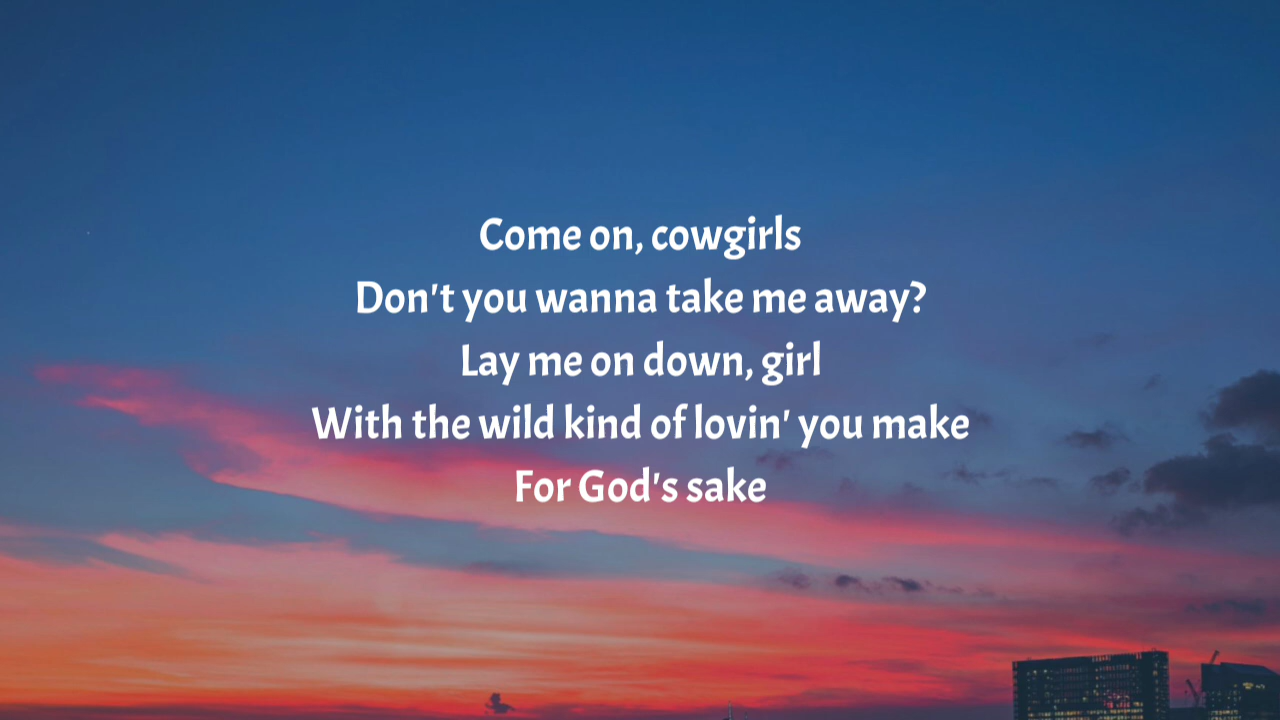 Come on, cowgirls
Don't you wanna take me away?
Lay me on down, girl
With the wild kind of lovin' you make
For God's sake